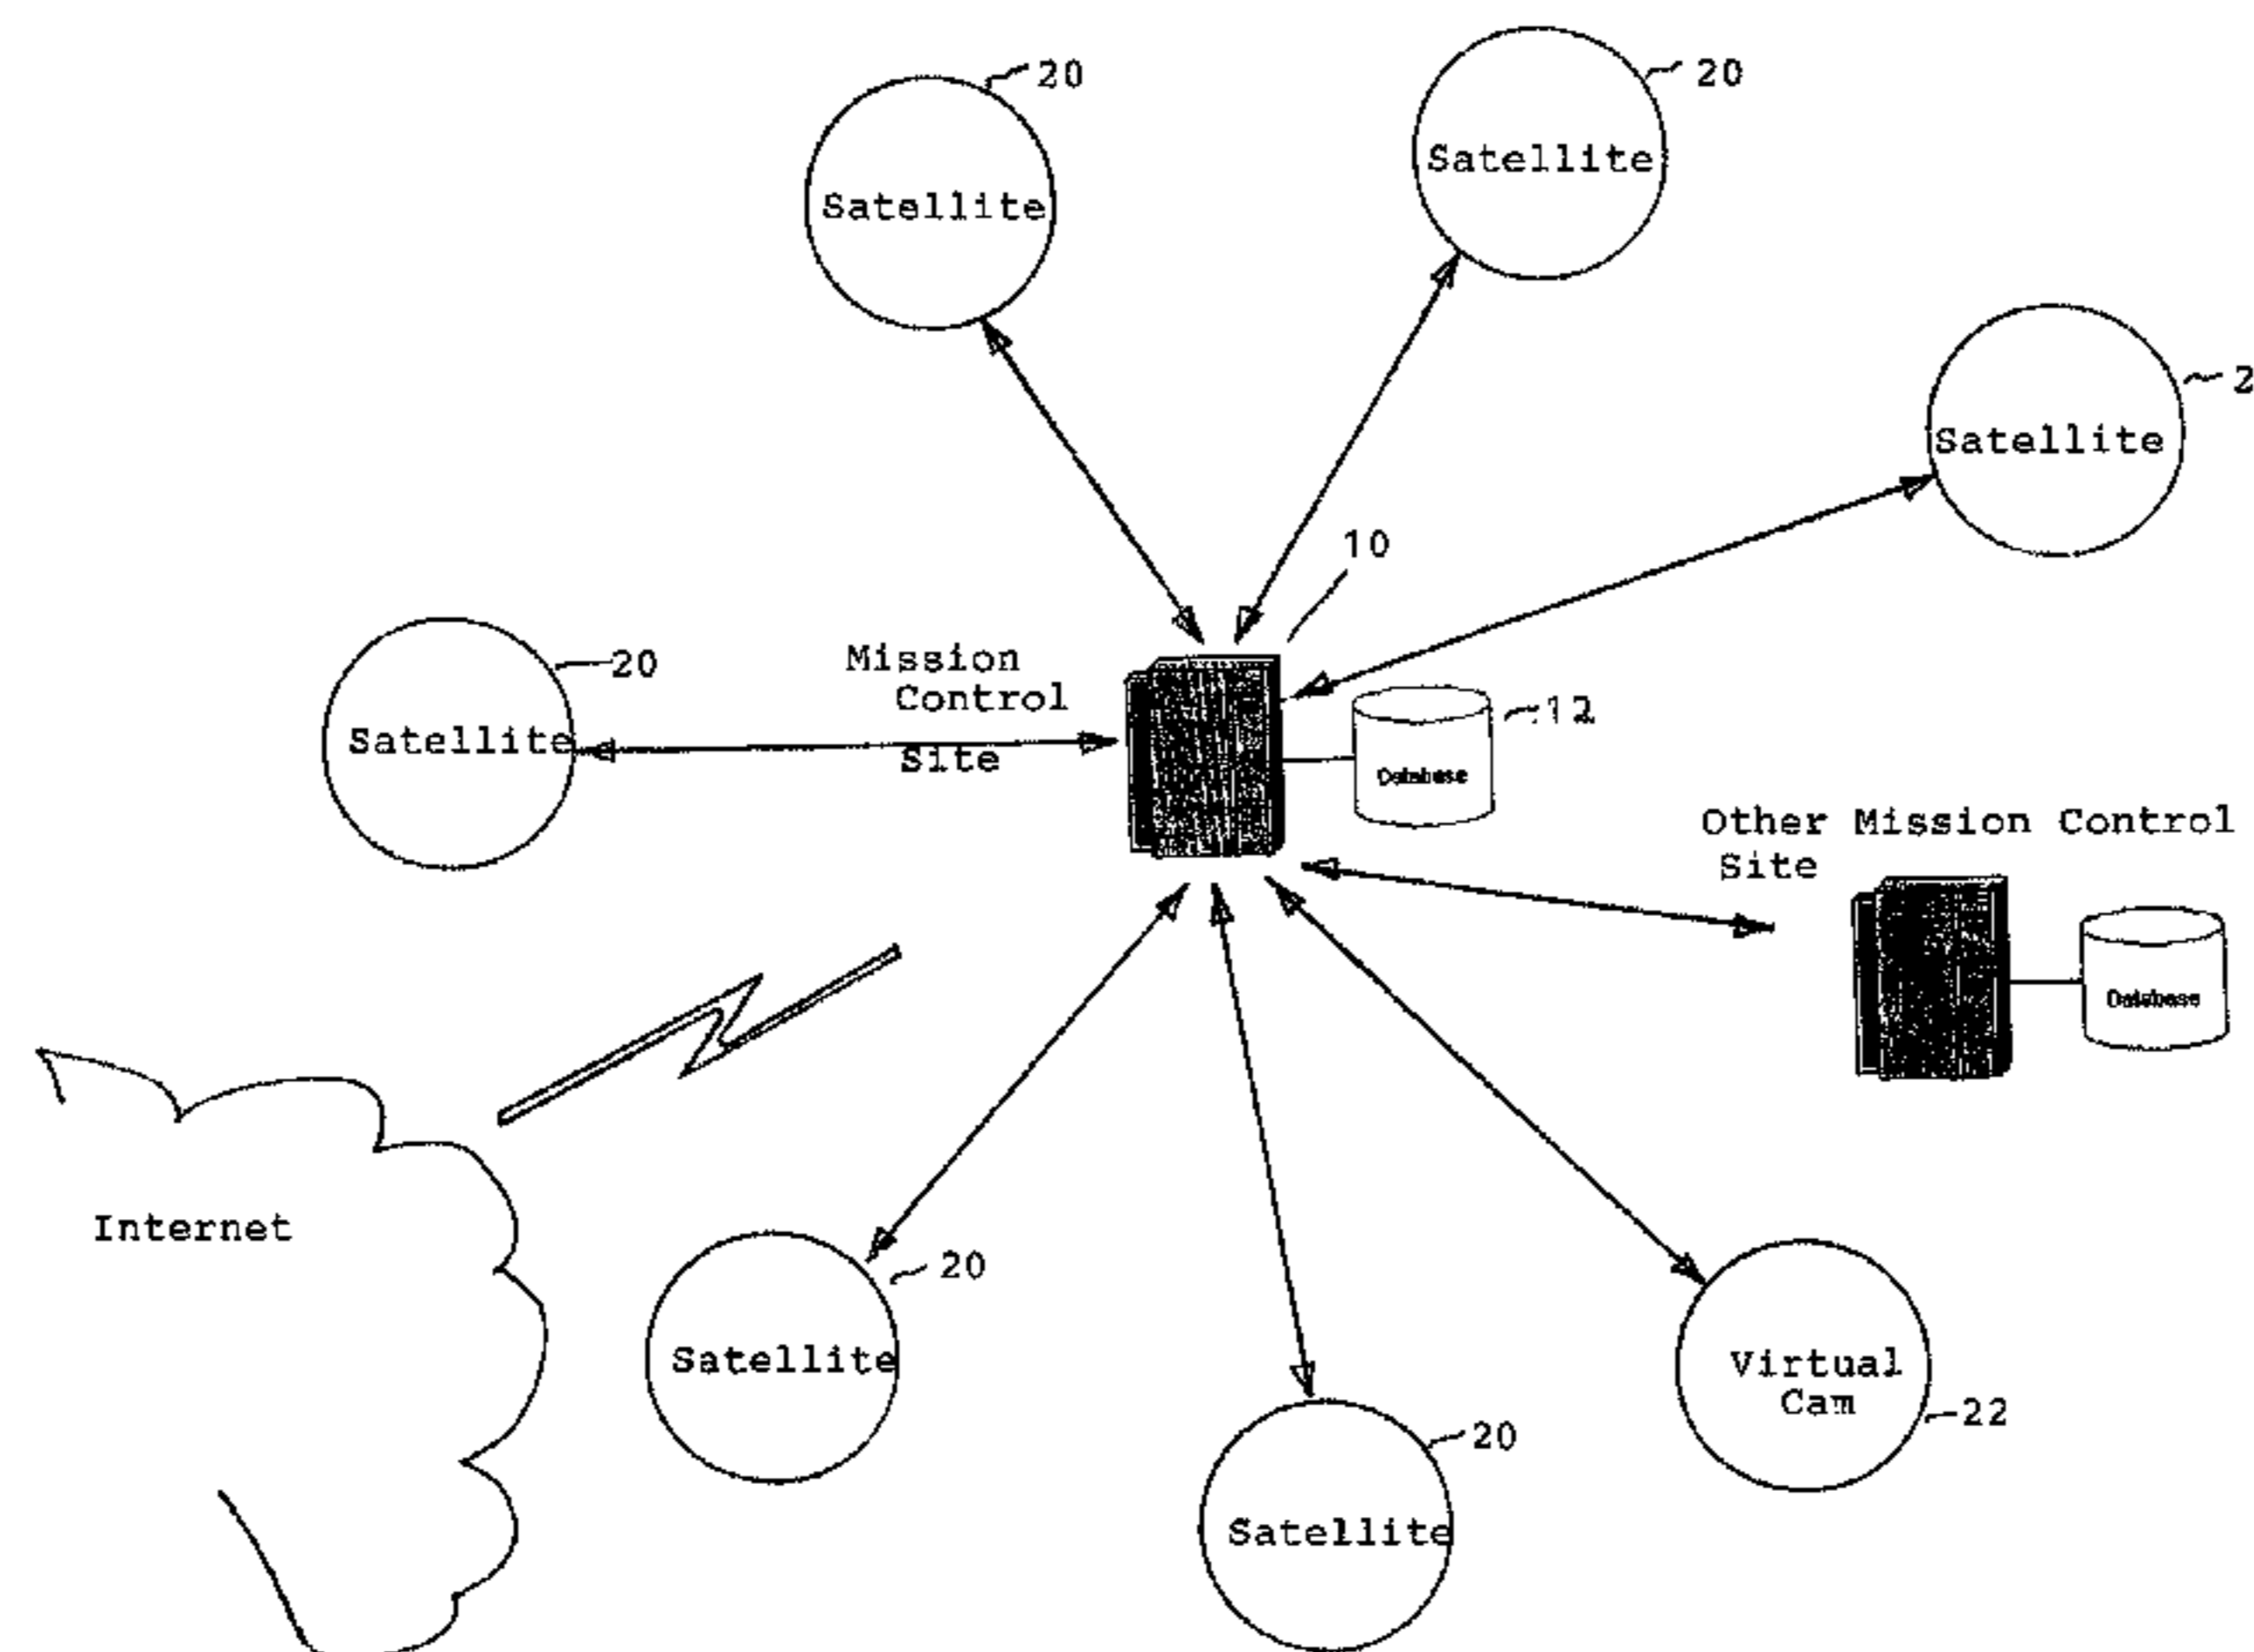 20
Satellite
20
Satellite
2
Satellite
10
20
Satellite
Mission
Control
Site
12
Database
Other Mission Control
Site
Database
Internet
20
Satellite
20
Satellite
Virtual
Cam
22